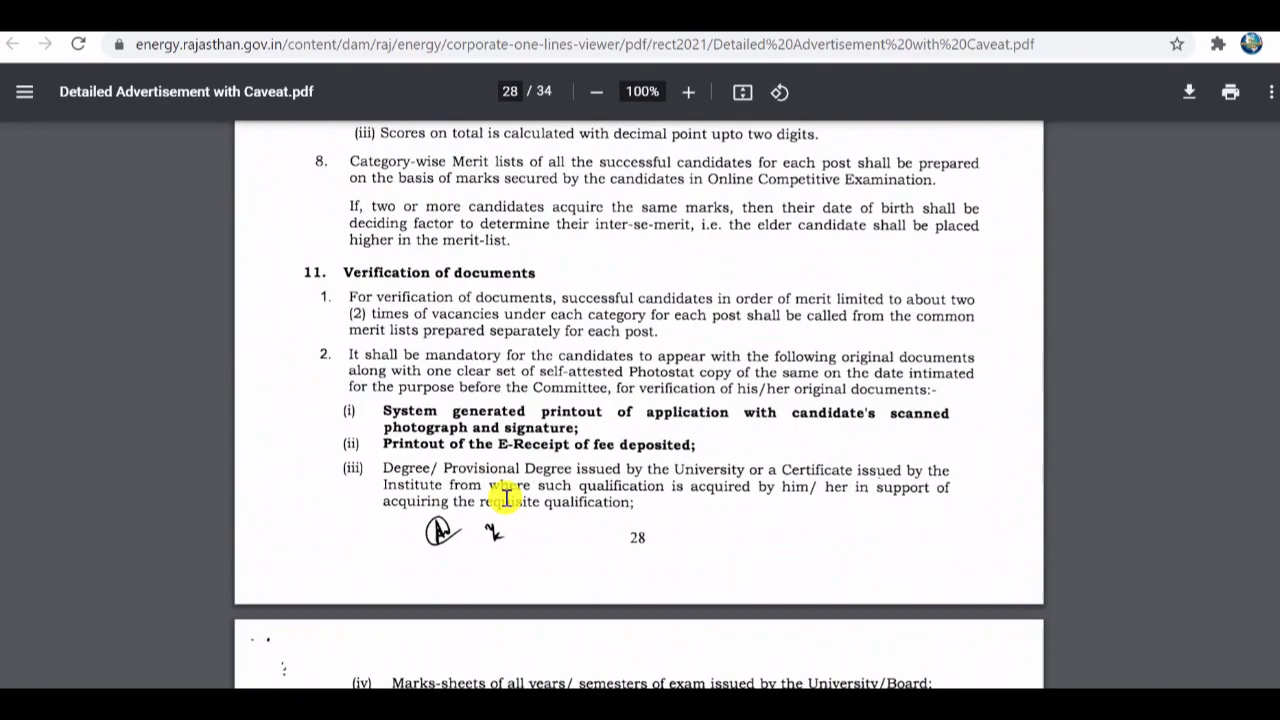 energy.rajasthan.gov.in/content/dam/raj/energy/corporate-one-lines-viewer/pdf/rect2021/Detailed%20Advertisement%20with%20Caveat.pdf
Detailed Advertisement with Caveat.pdf
28 / 34
100%
(iii) Scores on total is calculated with decimal point upto two digits.
8. Category-wise Merit lists of all the successful candidates for each post shall be prepared
on the basis of marks secured by the candidates in Online Competitive Examination.
If, two or more candidates acquire the same marks, then their date of birth shall be
deciding factor to determine their inter-se-merit, i.e. the elder candidate shall be placed
higher in the merit-list.
11. Verification of documents
1. For verification of documents, successful candidates in order of merit limited to about two
(2) times of vacancies under each category for each post shall be called from the common
merit lists prepared separately for each post.
2. It shall be mandatory for the candidates to appear with the following original documents
along with one clear set of self-attested Photostat copy of the same on the date intimated
for the purpose before the Committee, for verification of his/her original documents:-
(i) System generated printout of application with candidate's scanned
photograph and signature;
(ii) Printout of the E-Receipt of fee deposited;
(iii) Degree/ Provisional Degree issued by the University or a Certificate issued by the
Institute from where such qualification is acquired by him/ her in support of
acquiring the requisite qualification;
28
(iv) Marks-sheets of all years/ semesters of exam issued by the University/Board;